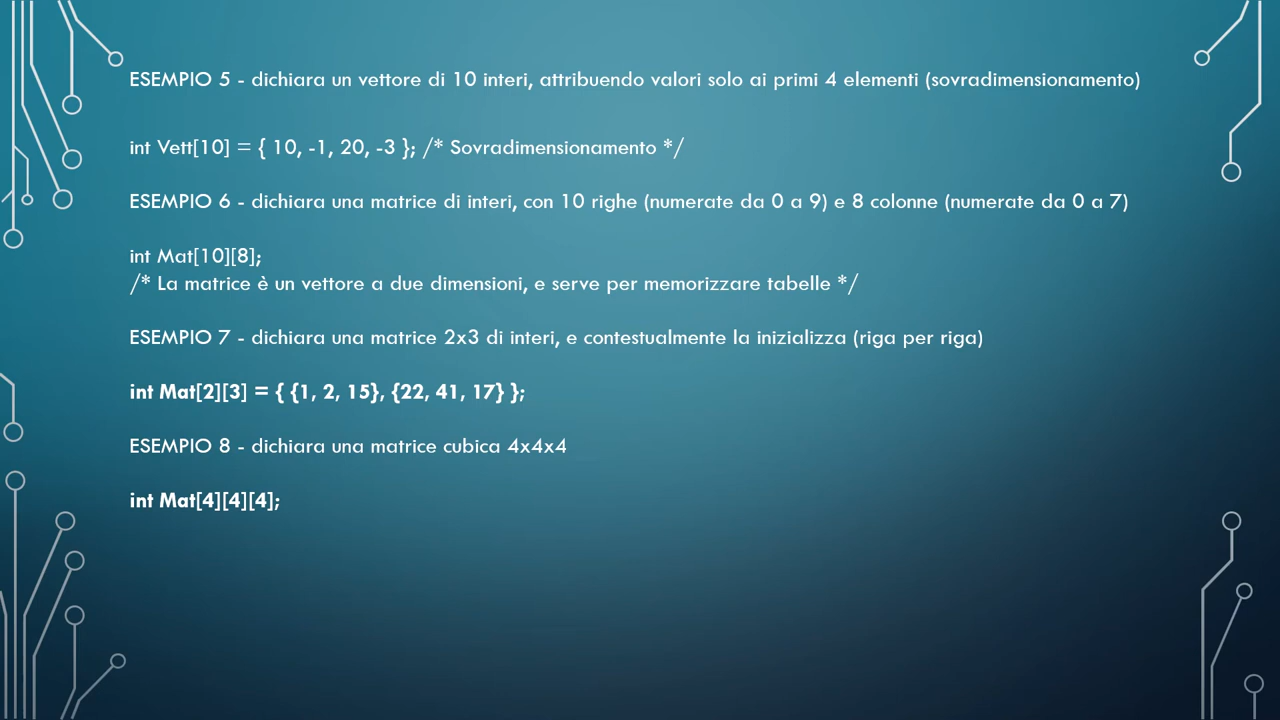 ESEMPIO 5 - dichiara un vettore di 10 interi, attribuendo valori solo ai primi 4 elementi (sovradimensionamento)
int Vett[10] = { 10, -1, 20, -3 }; /* Sovradimensionamento */
ESEMPIO 6 - dichiara una matrice di interi, con 10 righe (numerate da 0 a 9) e 8 colonne (numerate da 0 a 7)
int Mat[10][8];
/* La matrice è un vettore a due dimensioni, e serve per memorizzare tabelle */
ESEMPIO 7 - dichiara una matrice 2x3 di interi, e contestualmente la inizializza (riga per riga)
int Mat[2][3] = { {1, 2, 15}, {22, 41, 17} };
ESEMPIO 8 - dichiara una matrice cubica 4x4x4
int Mat[4][4][4];